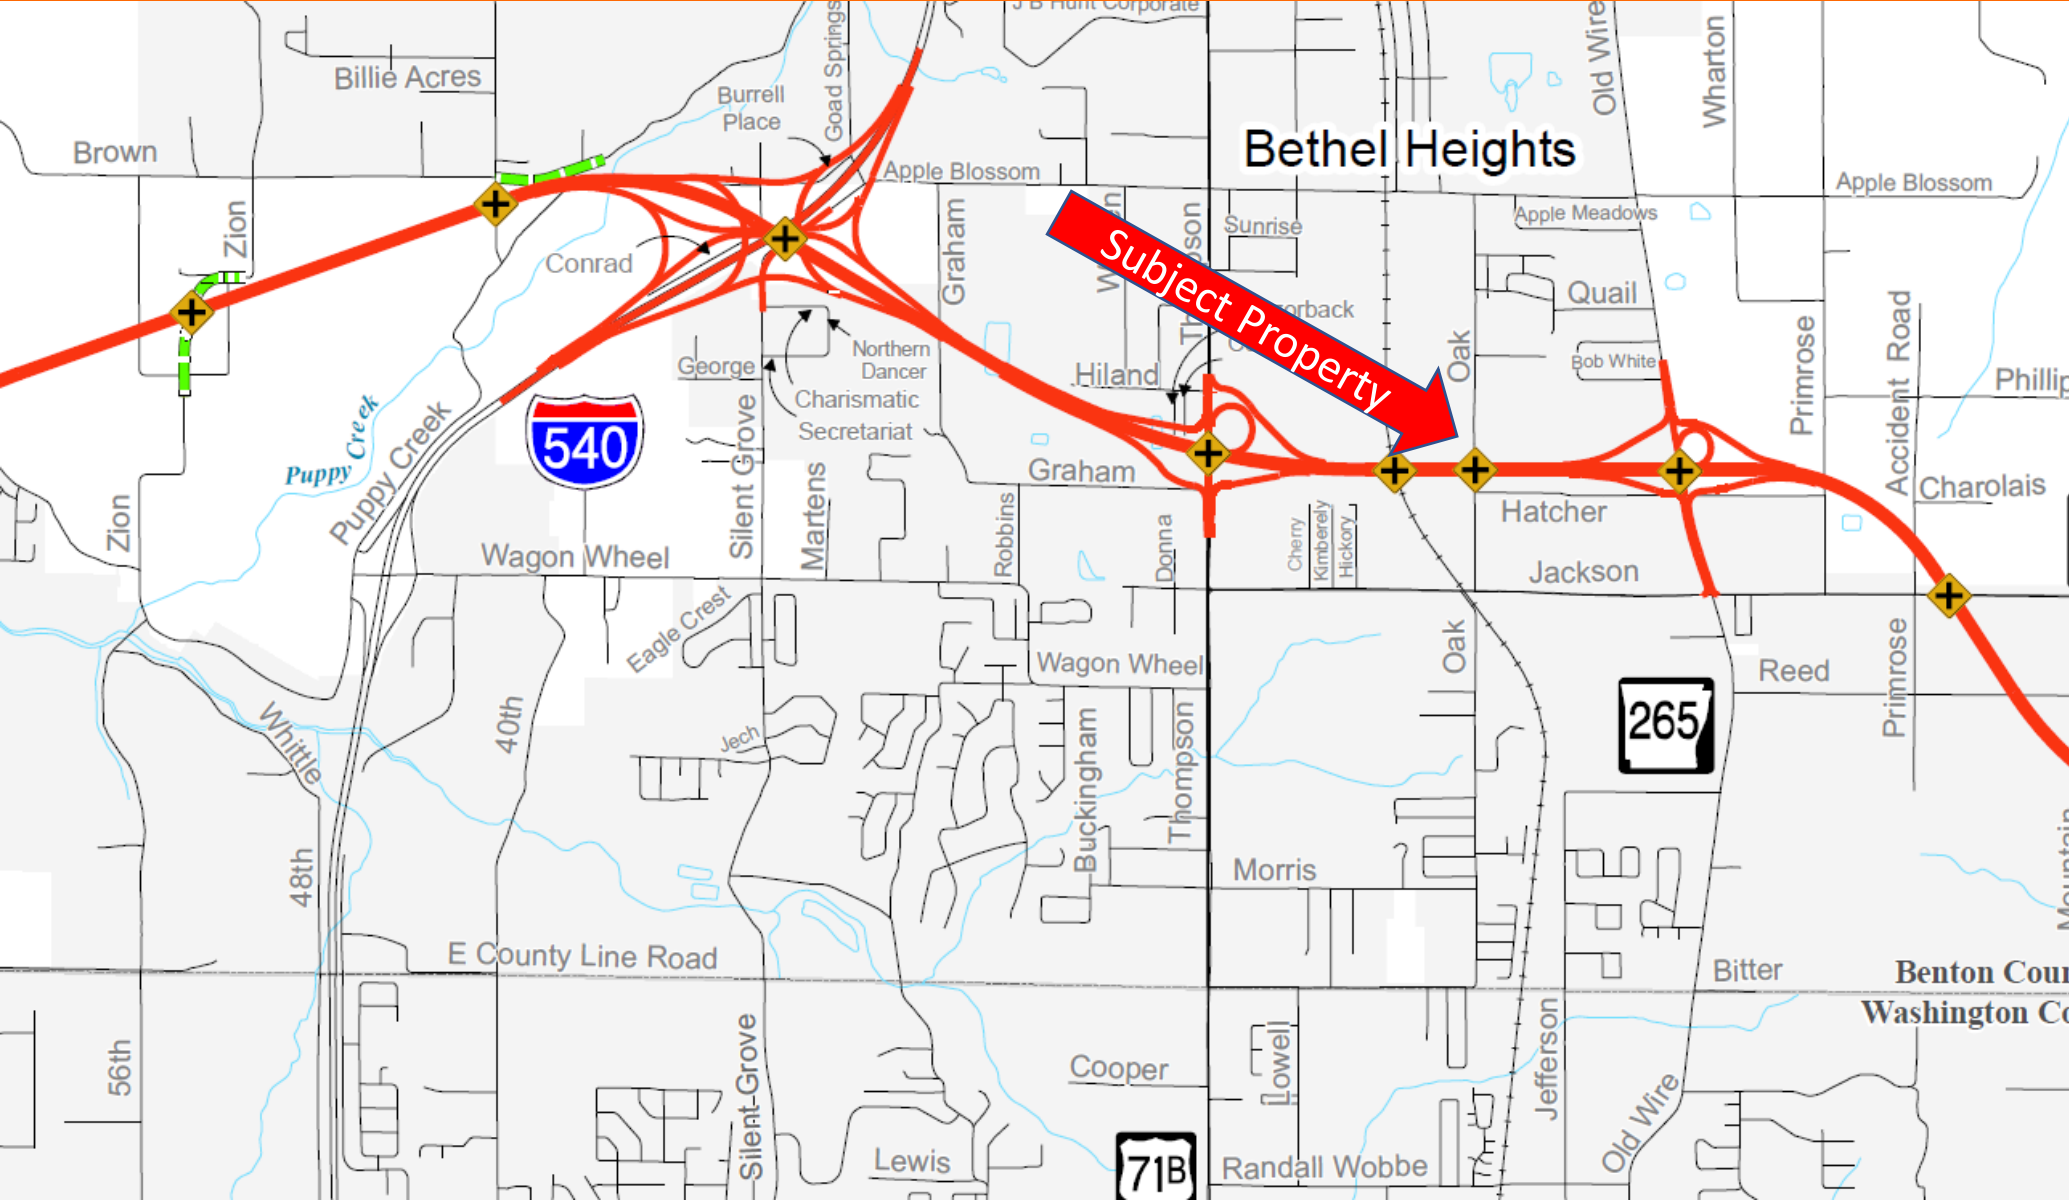 J B Hunt Corporate
Goad Springs
Old Wire
Wharton
Billie Acres
Burrell
Place
Brown
Bethel Heights
Apple Blossom
Apple Blossom
Zion
Graham
Sunrise
Apple Meadows
Conrad
Subject Property
Quail
Oak
Primrose
Accident Road
Northern
Dancer
George
Hiland
Bob White
Phillip
Charismatic
Secretariat
Puppy Creek
Puppy Creek
540
Silent Grove
Martens
Graham
Charolais
Hatcher
Zion
Robbins
Donna
Cherry
Kimberely
Hickory
Wagon Wheel
Jackson
Eagle Crest
Wagon Wheel
Oak
Reed
Primrose
265
Whittle
40th
Jech
Buckingham
Thompson
48th
Morris
Mountain
E County Line Road
Bitter
Benton Coun
Washington Co
56th
Silent Grove
Cooper
Lowell
Jefferson
Old Wire
Lewis
71B
Randall Wobbe